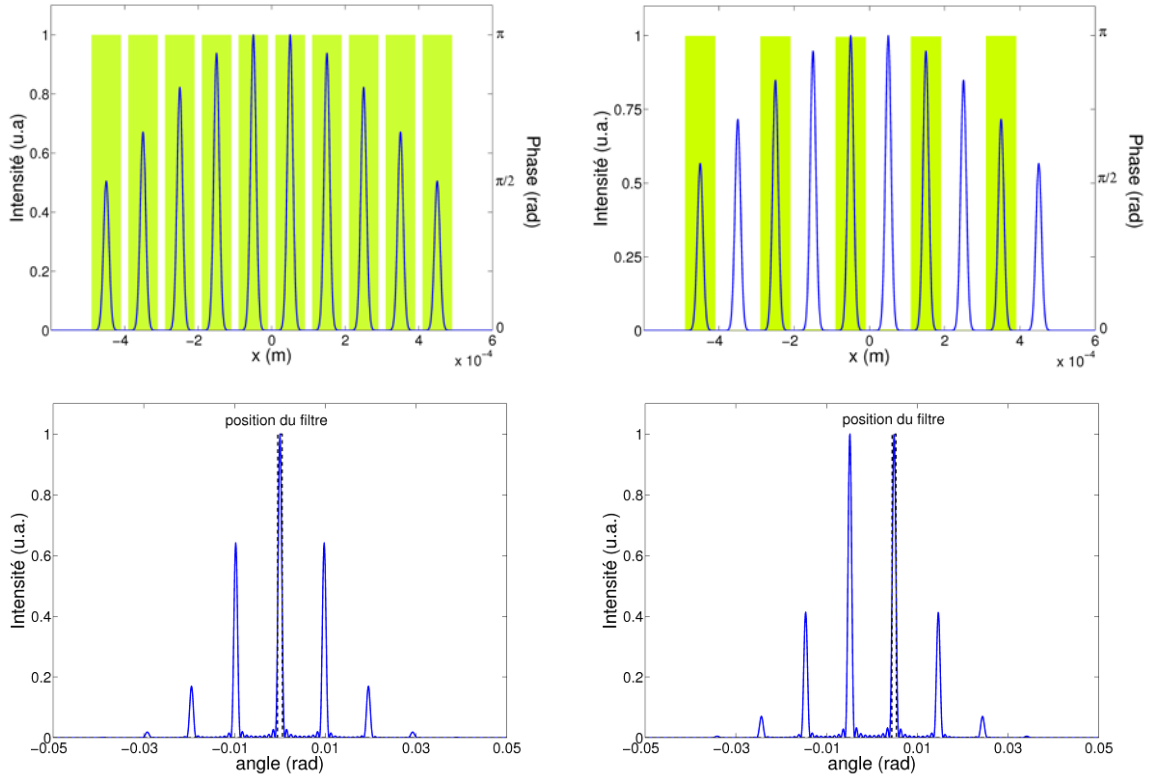 1
0.8
0.6
0.4
0.2
0
Intensité (u.a)
π
π/2
0
Phase (rad)
−4 −2 0 2 4 6
x (m)
x 10⁻⁴
1
0.75
0.5
0.25
0
Intensité (u.a.)
π
π/2
0
Phase (rad)
−4 −2 0 2 4 6
x (m)
x 10⁻⁴
position du filtre
1
0.8
0.6
0.4
0.2
0
Intensité (u.a.)
−0.05 −0.03 −0.01 0.01 0.03 0.05
angle (rad)
position du filtre
1
0.8
0.6
0.4
0.2
0
Intensité (u.a.)
−0.05 −0.03 −0.01 0.01 0.03 0.05
angle (rad)